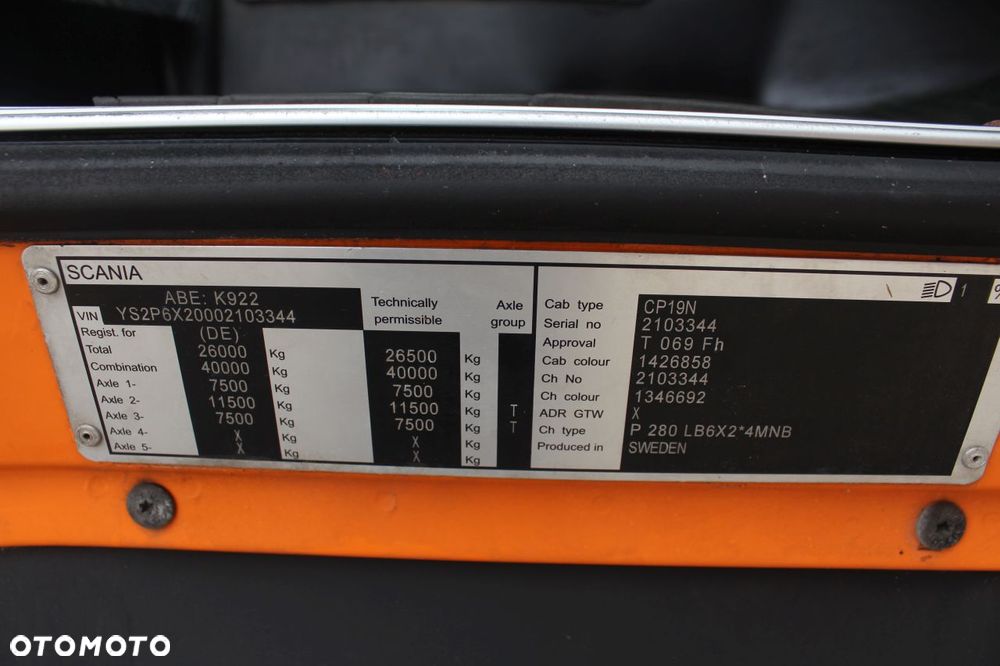 SCANIA
ABE: K922
VIN YS2P6X20002103344
Technically permissible Axle group
Regist. for (DE)
Total 26000 Kg 26500 Kg
Combination 40000 Kg 40000 Kg
Axle 1- 7500 Kg 7500 Kg
Axle 2- 11500 Kg 11500 Kg T
Axle 3- 7500 Kg 7500 Kg T
Axle 4- X Kg X Kg
Axle 5- X Kg X Kg
1
Cab type CP19N
Serial no 2103344
Approval T 069 Fh
Cab colour 1426858
Ch No 2103344
Ch colour 1346692
ADR GTW X
Ch type P 280 LB6X2*4MNB
Produced in SWEDEN
OTOMOTO